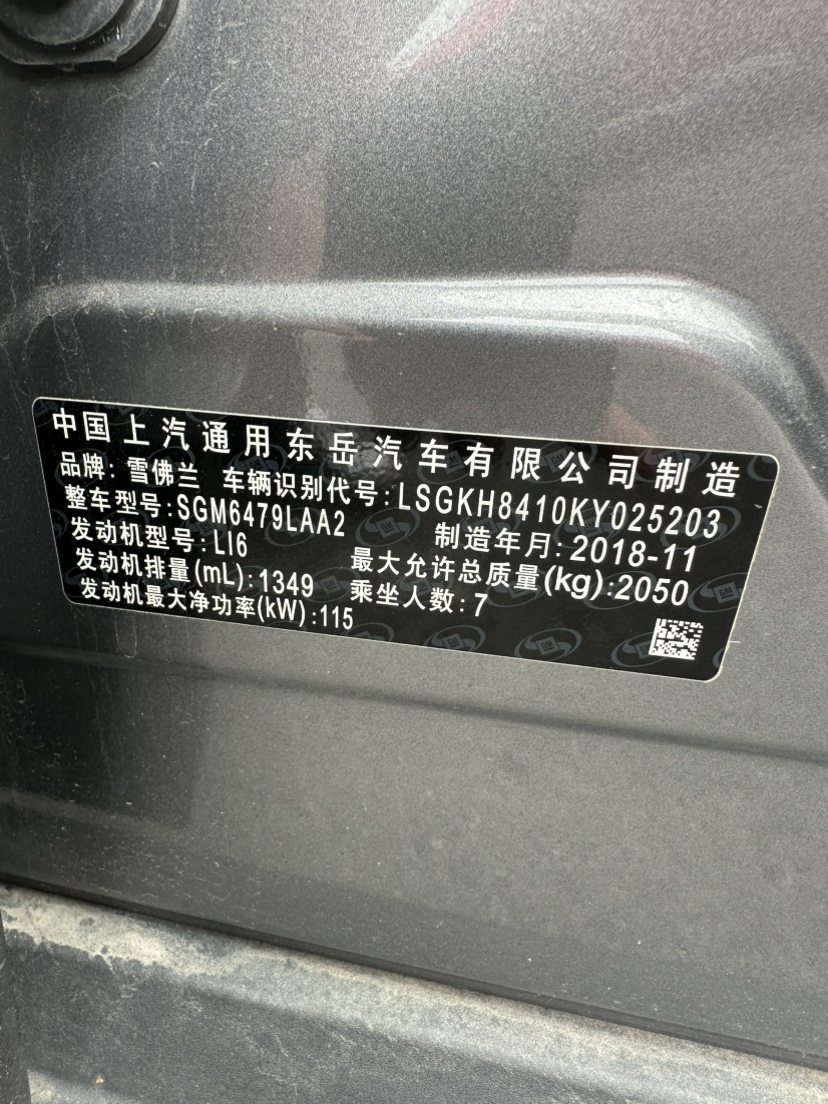 中国上汽通用东岳汽车有限公司制造
品牌: 雪佛兰 车辆识别代号:LSGKH8410KY025203
整车型号:SGM6479LAA2 制造年月:2018-11
发动机型号:LI6 最大允许总质量(kg):2050
发动机排量(mL):1349 乘坐人数:7
发动机最大净功率(kW):115